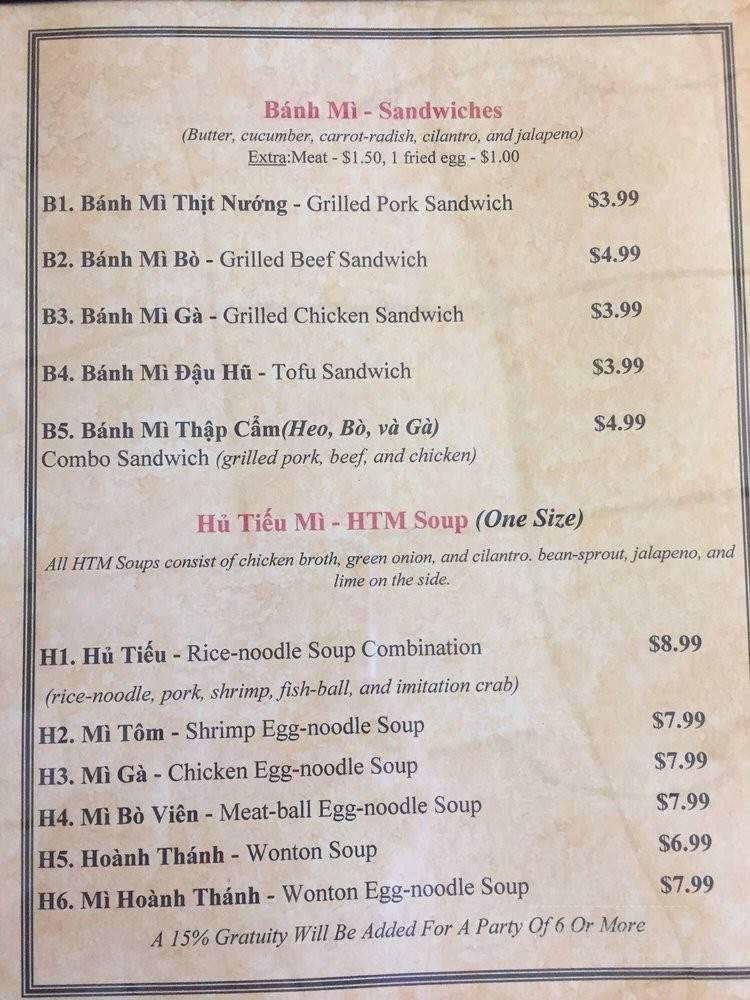 Bánh Mì - Sandwiches
(Butter, cucumber, carrot-radish, cilantro, and jalapeno)
Extra:Meat - $1.50, 1 fried egg - $1.00
B1. Bánh Mì Thịt Nướng - Grilled Pork Sandwich $3.99
B2. Bánh Mì Bò - Grilled Beef Sandwich $4.99
B3. Bánh Mì Gà - Grilled Chicken Sandwich $3.99
B4. Bánh Mì Đậu Hũ - Tofu Sandwich $3.99
B5. Bánh Mì Thập Cẩm(Heo, Bò, và Gà) $4.99
Combo Sandwich (grilled pork, beef, and chicken)
Hủ Tiếu Mì - HTM Soup (One Size)
All HTM Soups consist of chicken broth, green onion, and cilantro. bean-sprout, jalapeno, and
lime on the side.
H1. Hủ Tiếu - Rice-noodle Soup Combination $8.99
(rice-noodle, pork, shrimp, fish-ball, and imitation crab)
H2. Mì Tôm - Shrimp Egg-noodle Soup $7.99
H3. Mì Gà - Chicken Egg-noodle Soup $7.99
H4. Mì Bò Viên - Meat-ball Egg-noodle Soup $7.99
H5. Hoành Thánh - Wonton Soup $6.99
H6. Mì Hoành Thánh - Wonton Egg-noodle Soup $7.99
A 15% Gratuity Will Be Added For A Party Of 6 Or More